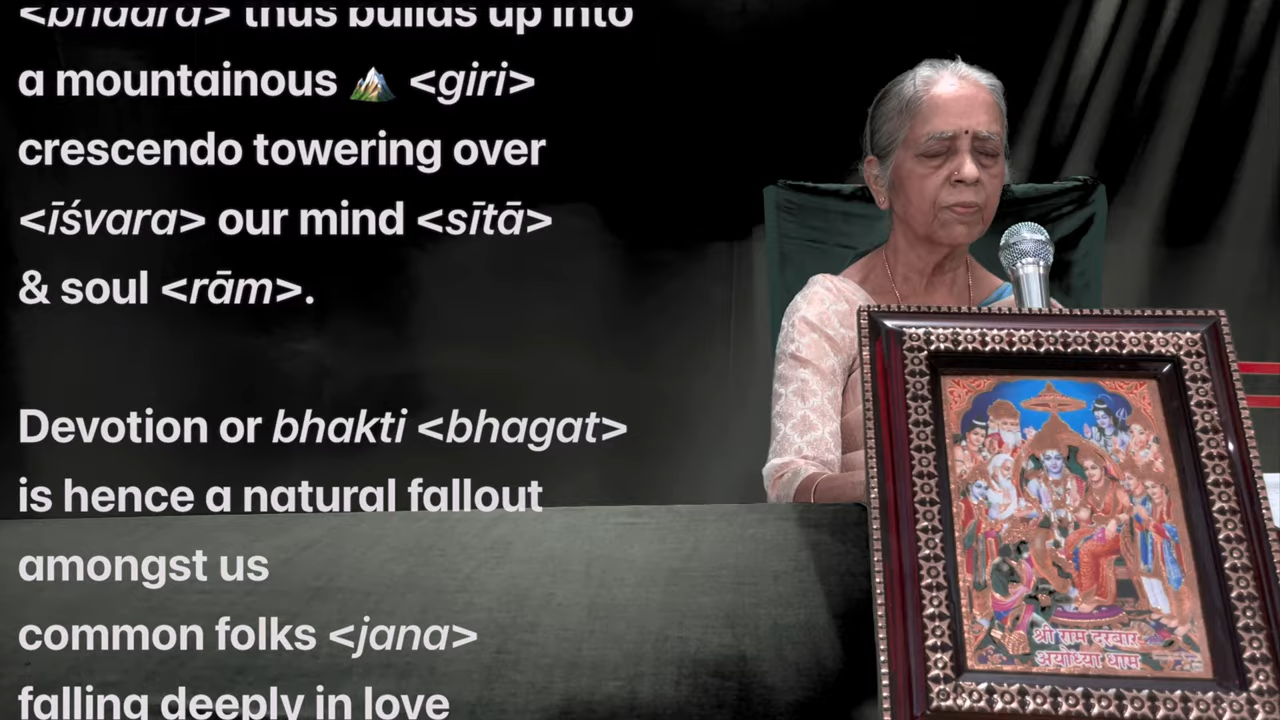 <bhaāra> thus builds up into
a mountainous 🏔️ <giri>
crescendo towering over
<īśvara> our mind <sītā>
& soul <rām>.
Devotion or bhakti <bhagat>
is hence a natural fallout
amongst us
common folks <jana>
falling deeply in love
श्री राम दरबार
अयोध्या धाम